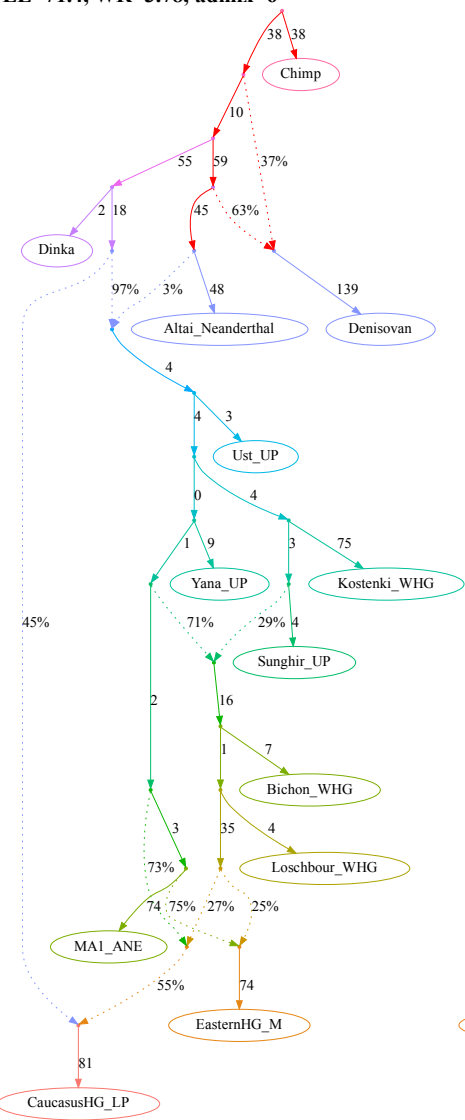 38 38
Chimp
10
55 59 37%
2 18 45 63%
Dinka
97% 3% 48 139
Altai_Neanderthal Denisovan
4
4 3
Ust_UP
0 4
1 9 3 75
Yana_UP Kostenki_WHG
45% 71% 29% 4
Sunghir_UP
2 16
1 7
Bichon_WHG
3 35 4
73% Loschbour_WHG
74 75% 27% 25%
MA1_ANE
55% 74
EasternHG_M
81
CaucasusHG_LP